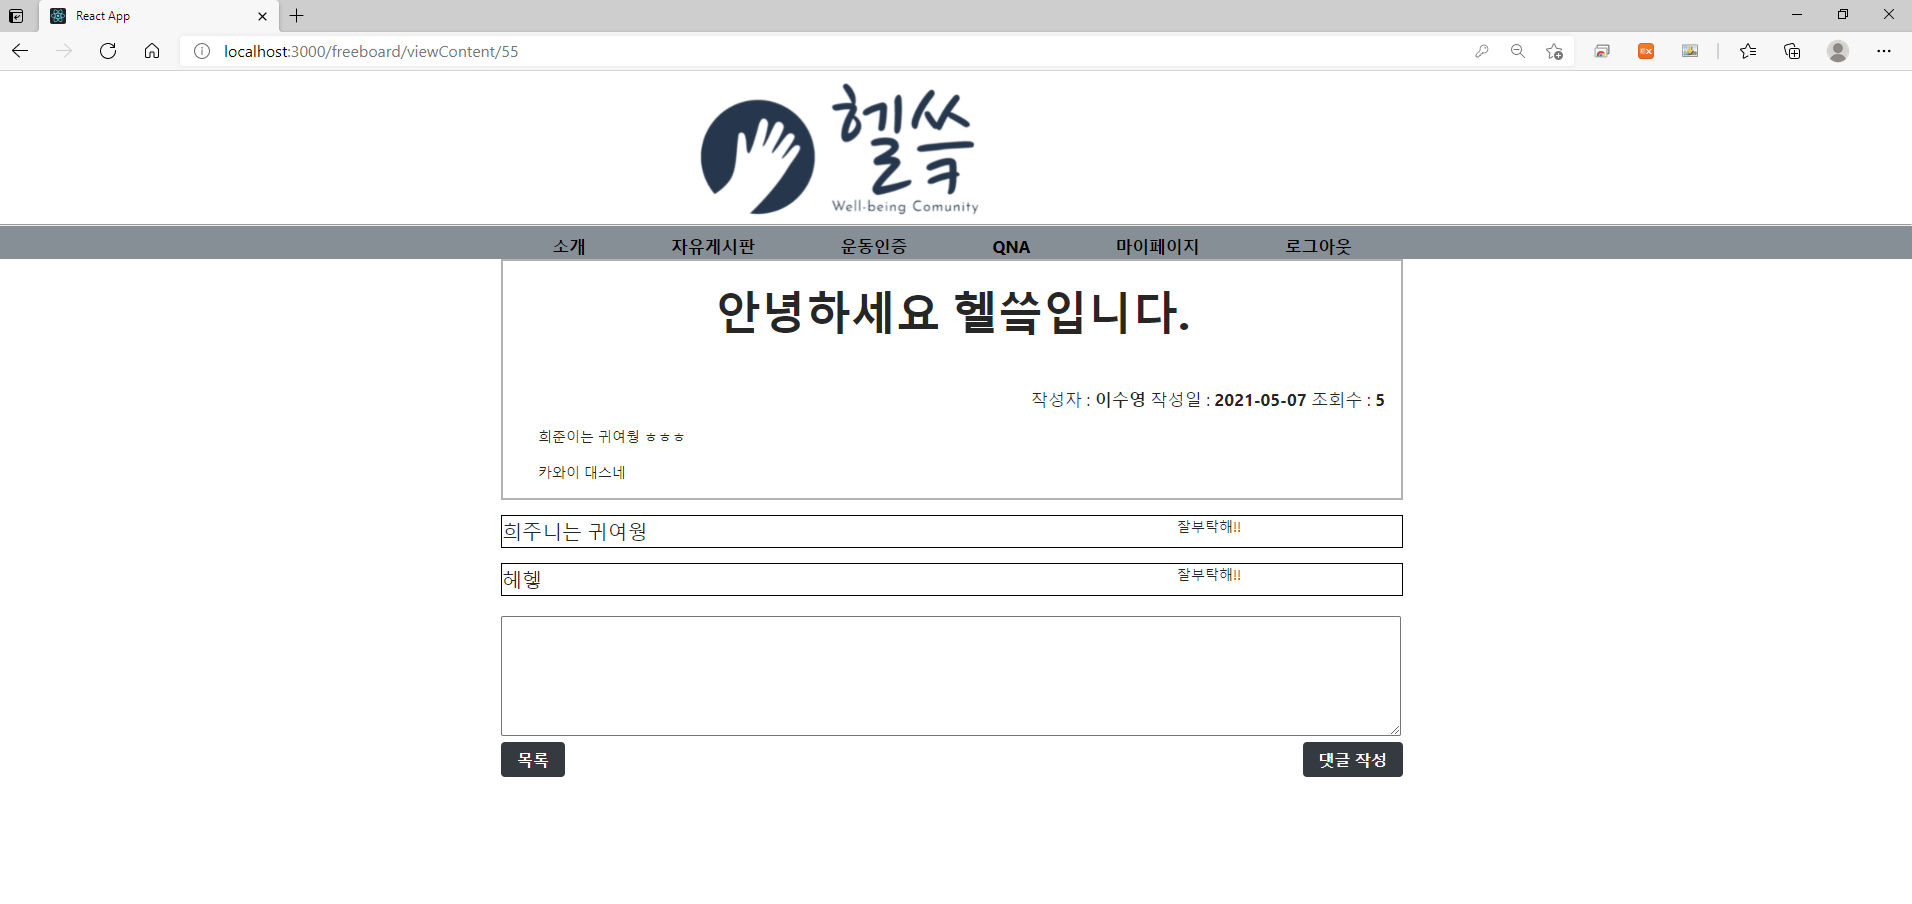 React App
localhost:3000/freeboard/viewContent/55
헬쓱
Well-being Comunity
소개 자유게시판 운동인증 QNA 마이페이지 로그아웃
안녕하세요 헬쓱입니다.
작성자 : 이수영 작성일 : 2021-05-07 조회수 : 5
희준이는 귀여웡 ㅎㅎㅎ
카와이 대스네
희주니는 귀여웡 잘부탁해!!
헤헿 잘부탁해!!
목록 댓글 작성